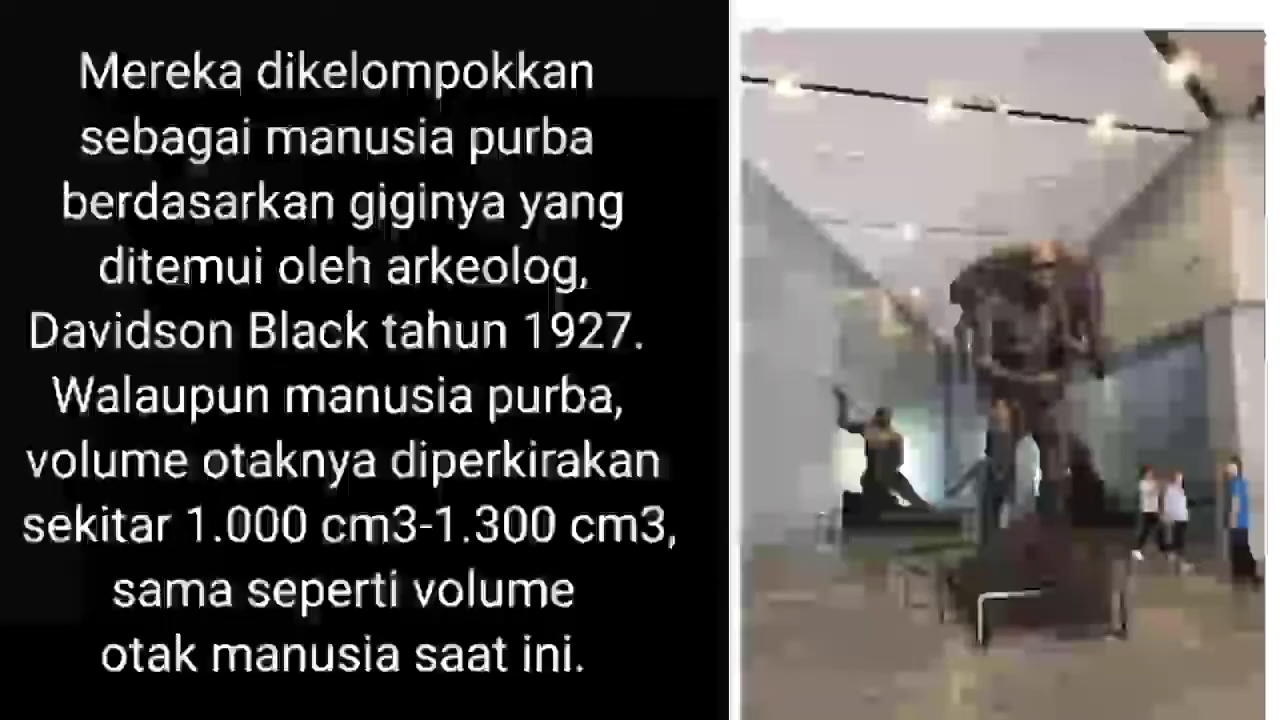 Mereka dikelompokkan
sebagai manusia purba
berdasarkan giginya yang
ditemui oleh arkeolog,
Davidson Black tahun 1927.
Walaupun manusia purba,
volume otaknya diperkirakan
sekitar 1.000 cm3-1.300 cm3,
sama seperti volume
otak manusia saat ini.